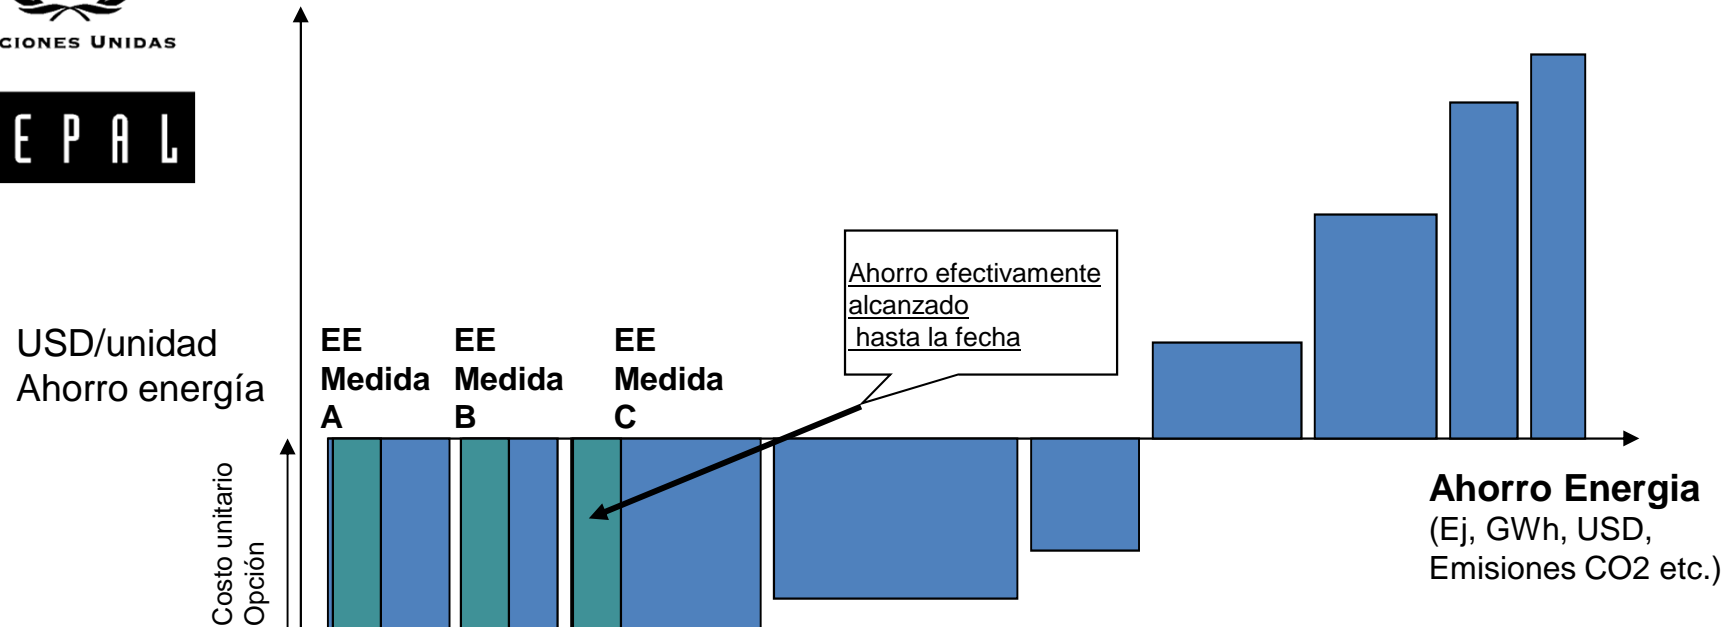 CIONES UNIDAS
EPAL
Ahorro efectivamente
alcanzado
hasta la fecha
USD/unidad
Ahorro energía
EE
Medida
A
EE
Medida
B
EE
Medida
C
Costo unitario
Opción
Ahorro Energia
(Ej, GWh, USD,
Emisiones CO2 etc.)